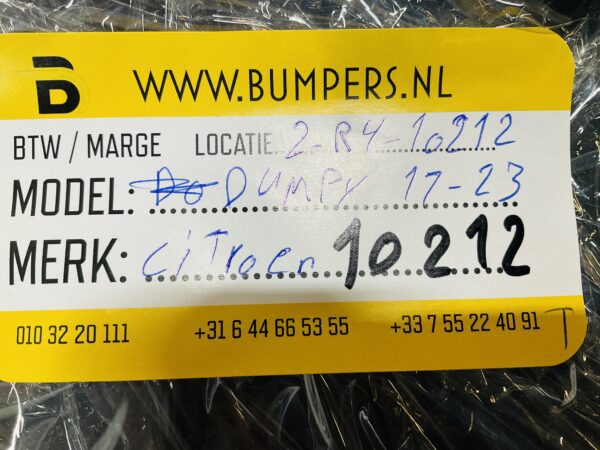 WWW.BUMPERS.NL
BTW / MARGE LOCATIE 2-R4-10212
MODEL: DUMPY 17-23
MERK: CiTroen 10212
010 32 20 111 +31 6 44 66 53 55 +33 7 55 22 40 91 T